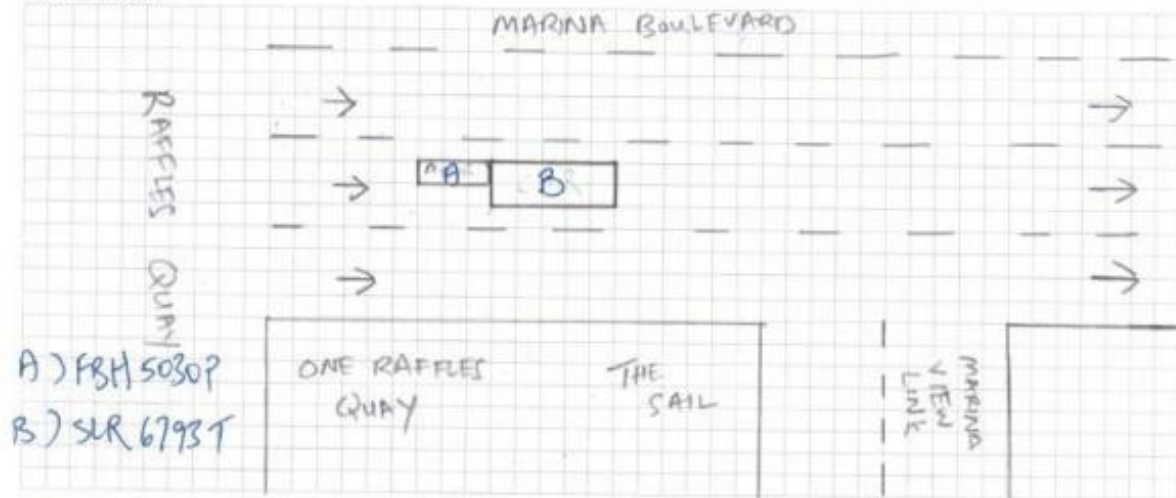 MARINA BOULEVARD
RAFFLES QUAY
A B
A) FBH 5030P
B) SLR 6793T
ONE RAFFLES
QUAY
THE
SAIL
MARINA
VIEW
LINK